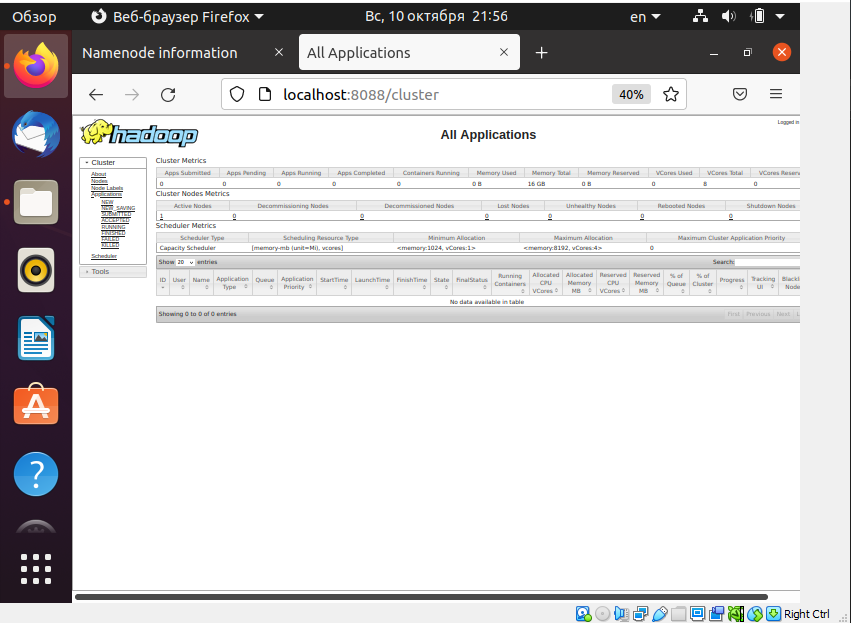 Обзор Веб-браузер Firefox Вс, 10 октября 21:56 en
Namenode information × All Applications × +
localhost:8088/cluster 40%
hadoop
Logged in
All Applications
Cluster
About
Nodes
Node Labels
Applications
NEW
NEW_SAVING
SUBMITTED
ACCEPTED
RUNNING
FINISHED
FAILED
KILLED
Scheduler
Tools
Cluster Metrics
Apps Submitted Apps Pending Apps Running Apps Completed Containers Running Memory Used Memory Total Memory Reserved VCores Used VCores Total VCores Reserv
0 0 0 0 0 0 B 16 GB 0 B 0 8 0
Cluster Nodes Metrics
Active Nodes Decommissioning Nodes Decommissioned Nodes Lost Nodes Unhealthy Nodes Rebooted Nodes Shutdown Nodes
1 0 0 0 0 0 0
Scheduler Metrics
Scheduler Type Scheduling Resource Type Minimum Allocation Maximum Allocation Maximum Cluster Application Priority
Capacity Scheduler [memory-mb (unit=Mi), vcores] <memory:1024, vCores:1> <memory:8192, vCores:4> 0
Show 20 entries Search:
ID User Name Application Type Queue Application Priority StartTime LaunchTime FinishTime State FinalStatus Running Containers Allocated CPU VCores Allocated Memory MB Reserved CPU VCores Reserved Memory MB % of Queue % of Cluster Progress Tracking UI Blackl Node
No data available in table
Showing 0 to 0 of 0 entries First Previous Next L
Right Ctrl